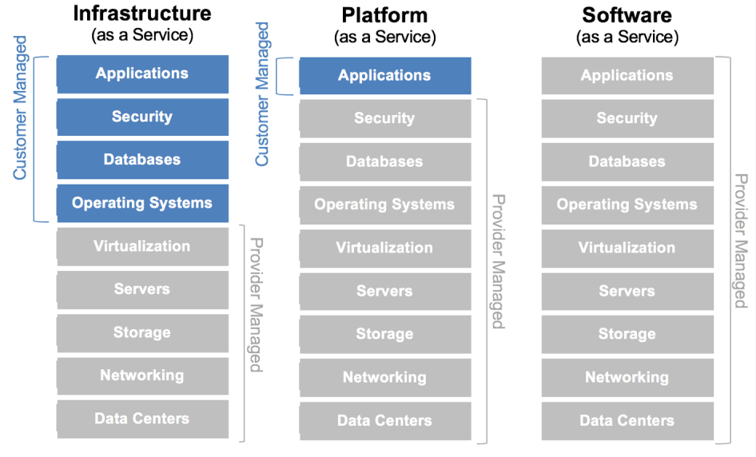 Infrastructure
(as a Service)
Customer Managed
Applications
Security
Databases
Operating Systems
Virtualization
Servers
Storage
Networking
Data Centers
Provider Managed
Platform
(as a Service)
Customer Managed
Applications
Security
Databases
Operating Systems
Virtualization
Servers
Storage
Networking
Data Centers
Provider Managed
Software
(as a Service)
Applications
Security
Databases
Operating Systems
Virtualization
Servers
Storage
Networking
Data Centers
Provider Managed